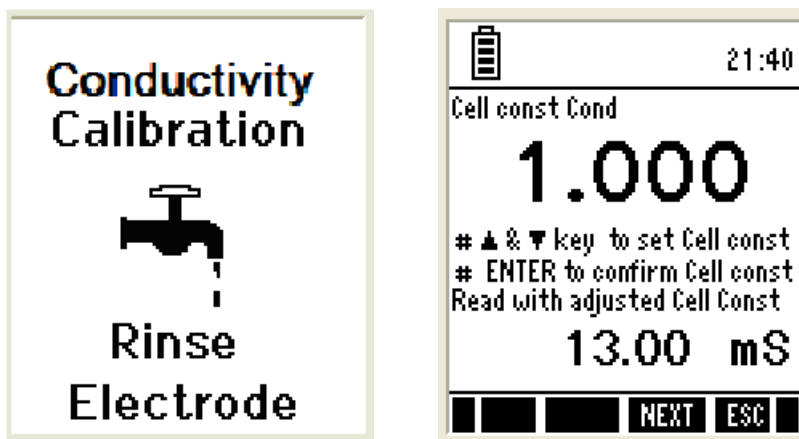 Conductivity
Calibration
Rinse
Electrode
21:40
Cell const Cond
1.000
# ▲ & ▼ key to set Cell const
# ENTER to confirm Cell const
Read with adjusted Cell Const
13.00 mS
NEXT ESC